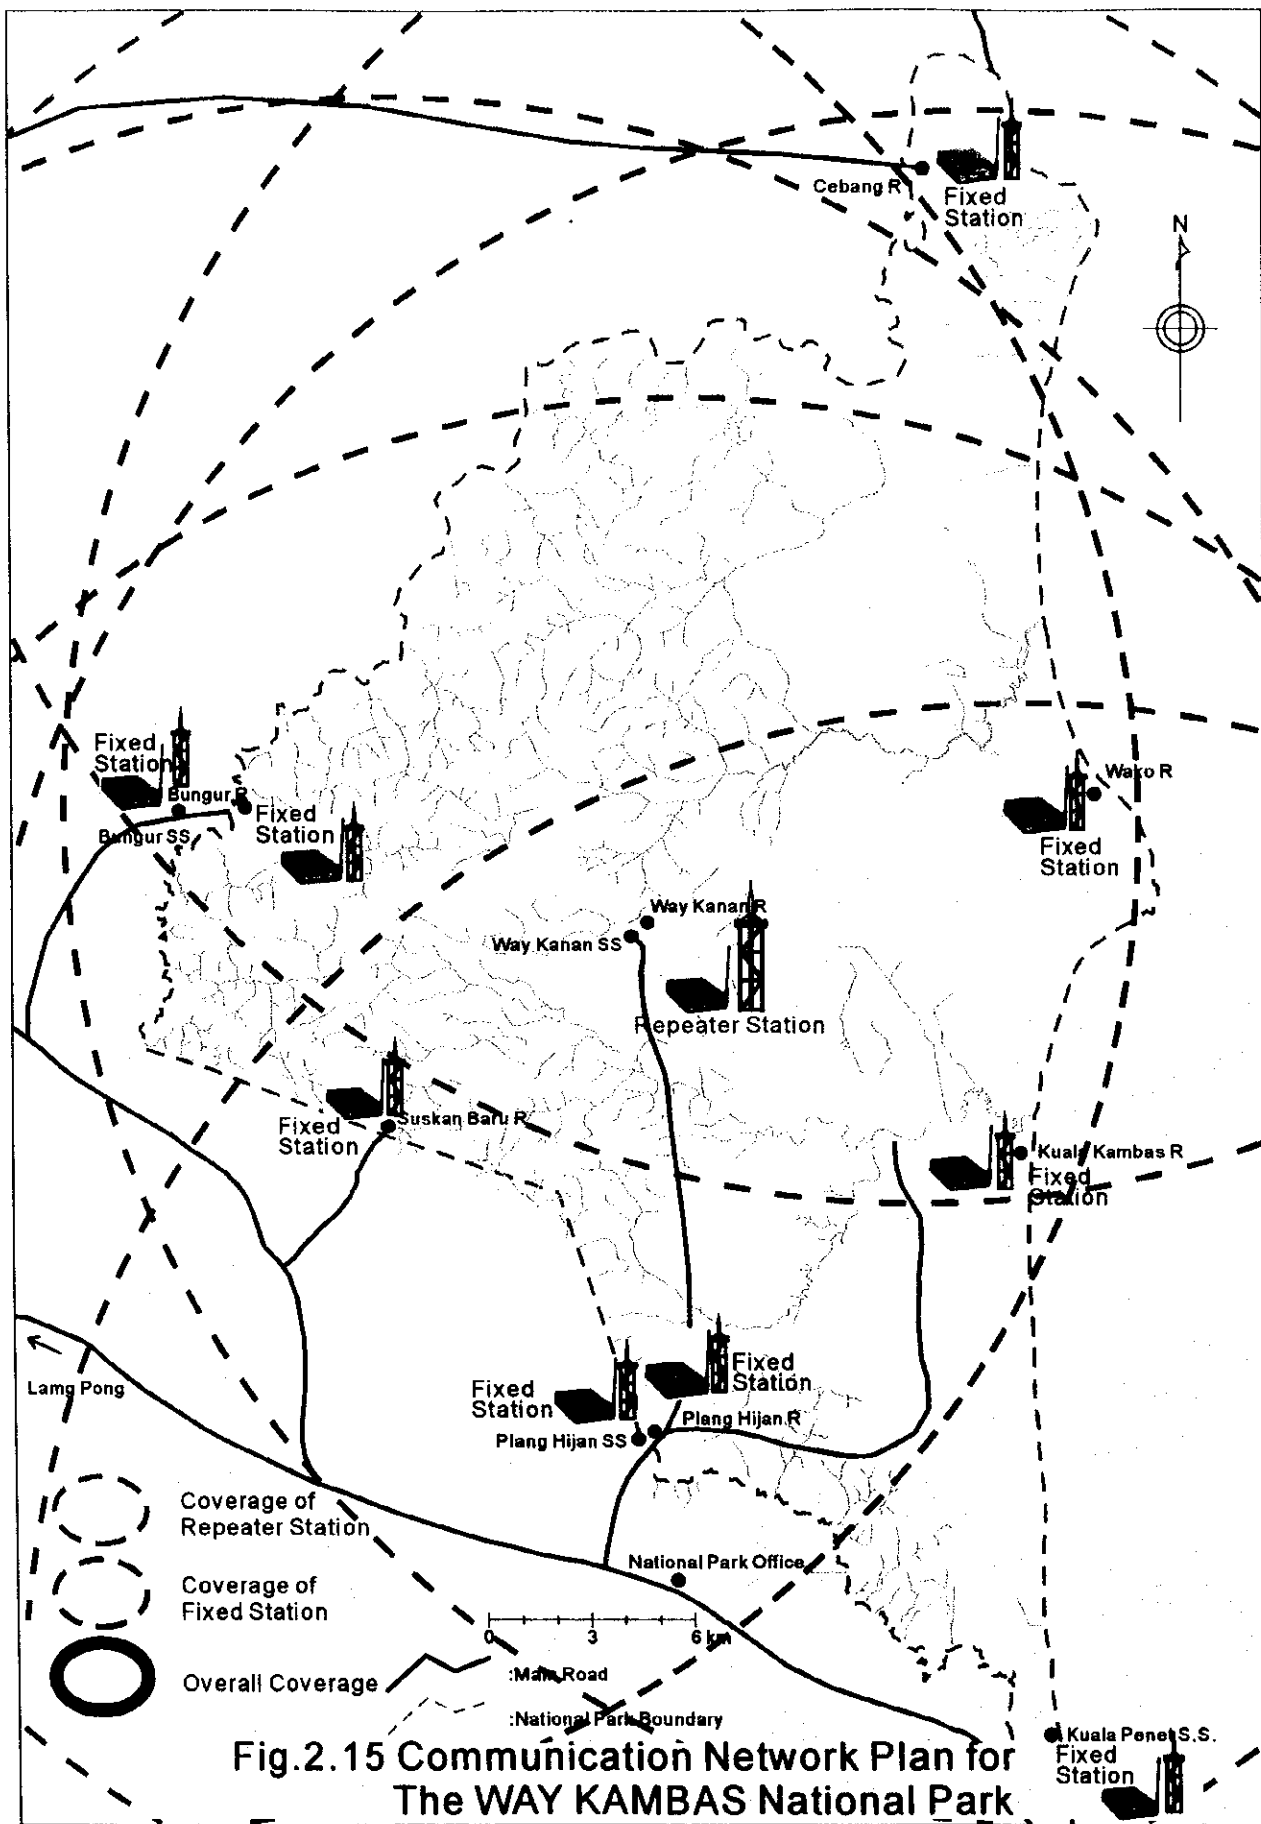 Cebang R
Fixed
Station
N
Fixed
Station
Bungur R
Bungur SS
Fixed
Station
Wako R
Fixed
Station
Way Kanan R
Way Kanan SS
Repeater Station
Suskan Baru R
Fixed
Station
Kuala Kambas R
Fixed
Station
Lamg Pong
Fixed
Station
Fixed
Station
Plang Hijan R
Plang Hijan SS
Coverage of
Repeater Station
National Park Office
Coverage of
Fixed Station
0 3 6 km
Overall Coverage
:Main Road
:National Park Boundary
Kuala Penet S.S.
Fixed
Station
Fig.2.15 Communication Network Plan for
The WAY KAMBAS National Park